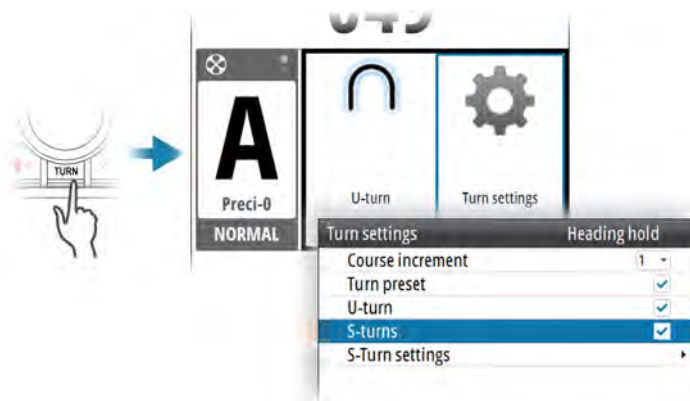 TURN
A
Preci-0
NORMAL
U-turn
Turn settings
Turn settings Heading hold
Course increment 1
Turn preset
U-turn
S-turns
S-Turn settings